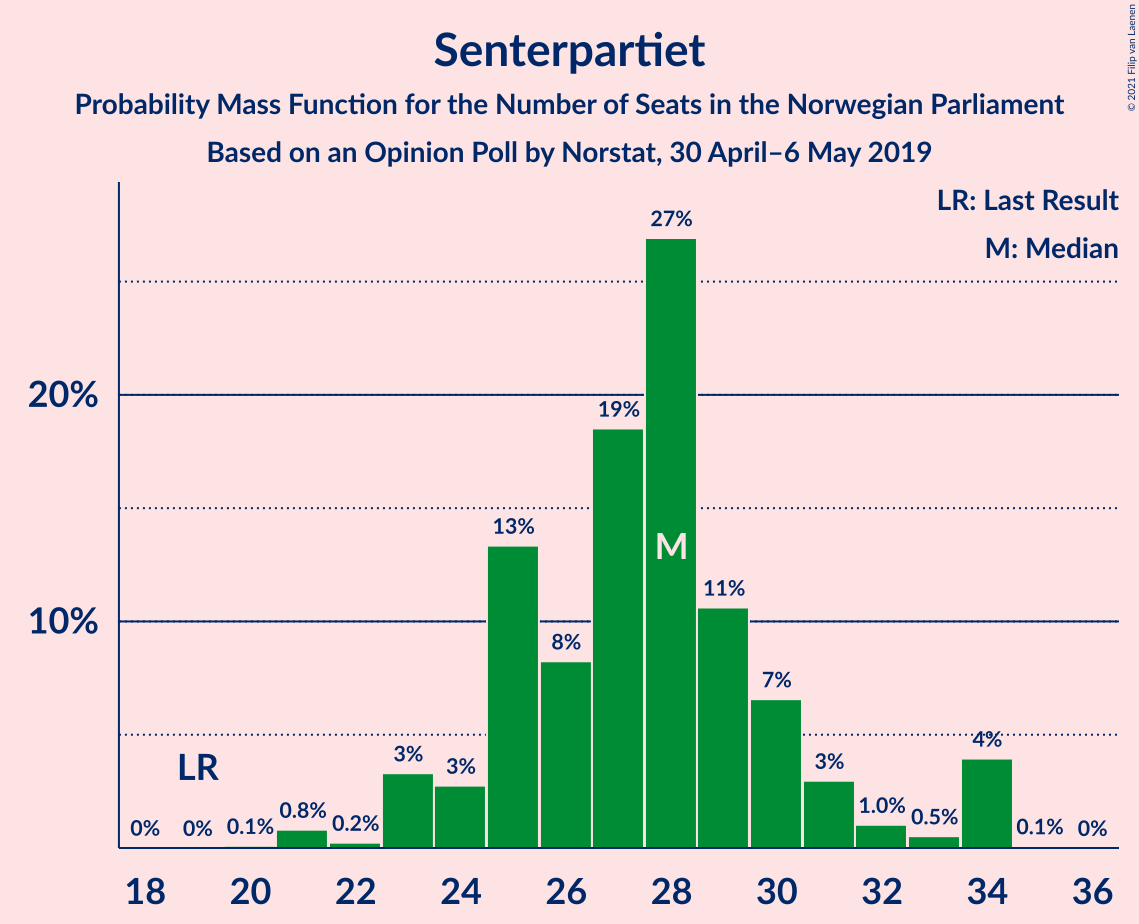 Senterpartiet
Probability Mass Function for the Number of Seats in the Norwegian Parliament
Based on an Opinion Poll by Norstat, 30 April–6 May 2019
© 2021 Filip van Laenen
LR: Last Result
M: Median
27%
20%
19%
13%
M
11%
10%
8%
7%
4%
3%
3%
3%
LR
0%
0%
0.1%
0.8%
0.2%
1.0%
0.5%
0.1%
0%
18 20 22 24 26 28 30 32 34 36